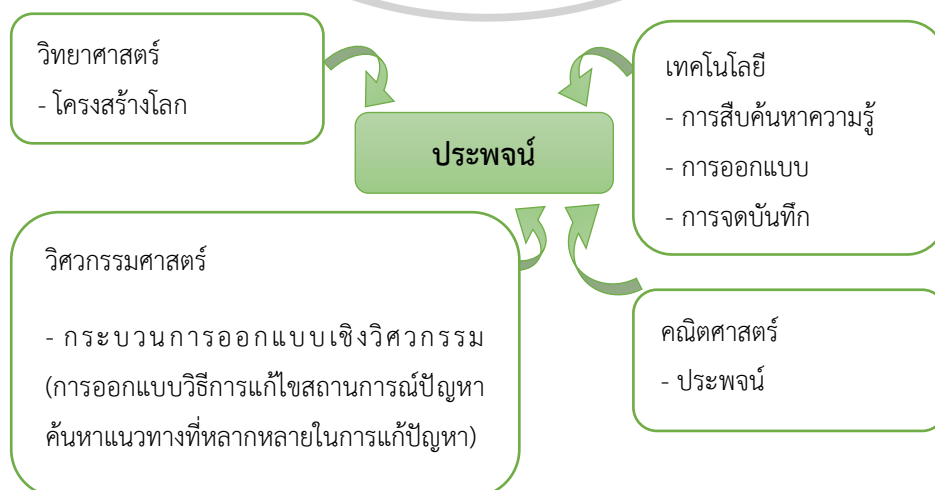 วิทยาศาสตร์
- โครงสร้างโลก
ประพจน์
เทคโนโลยี
- การสืบค้นหาความรู้
- การออกแบบ
- การจดบันทึก
วิศวกรรมศาสตร์
- กระบวนการออกแบบเชิงวิศวกรรม
(การออกแบบวิธีการแก้ไขสถานการณ์ปัญหา
ค้นหาแนวทางที่หลากหลายในการแก้ปัญหา)
คณิตศาสตร์
- ประพจน์